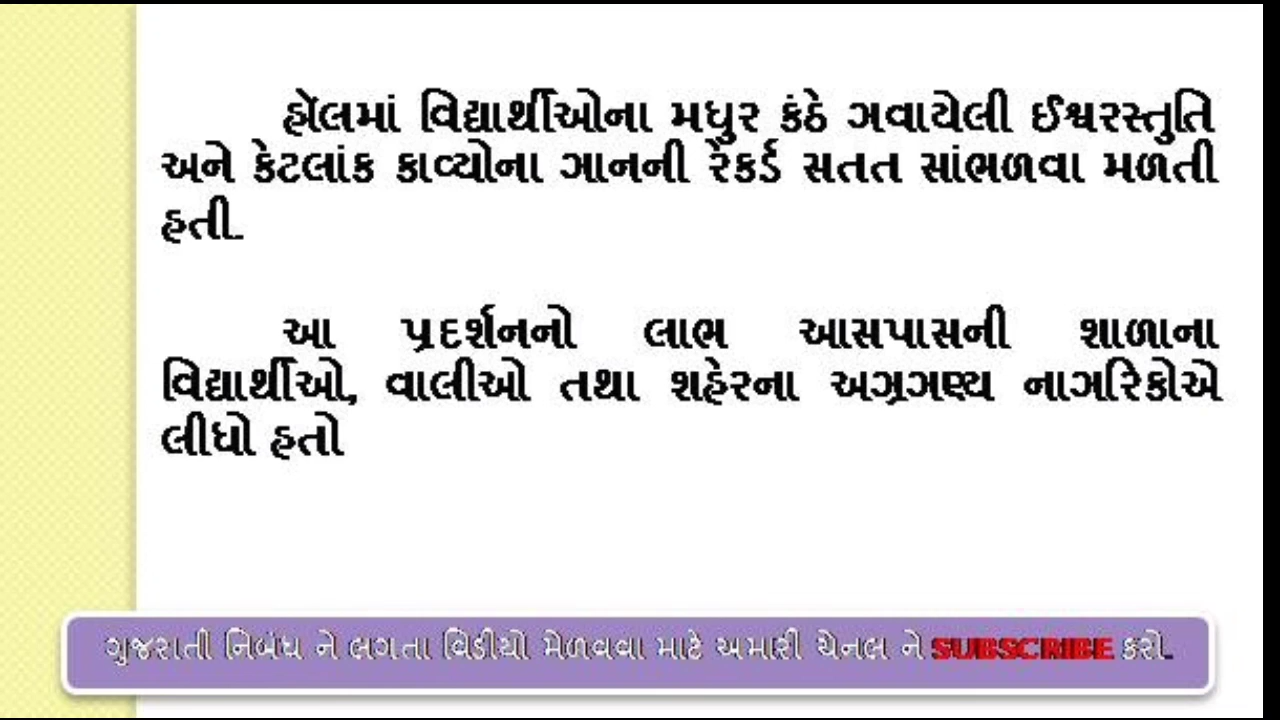 હૉલમાં વિદ્યાર્થીઓના મધુર કંઠે ગવાયેલી ઈશ્વરસ્તુતિ
અને કેટલાંક કાવ્યોના ગાનની રેકર્ડ સતત સાંભળવા મળતી
હતી.
આ પ્રદર્શનનો લાભ આસપાસની શાળાના
વિદ્યાર્થીઓ, વાલીઓ તથા શહેરના અગ્રગણ્ય નાગરિકોએ
લીધો હતો
ગુજરાતી નિબંધ ને લગતા વિડીયો મેળવવા માટે અમારી ચેનલ ને SUBSCRIBE કરો.